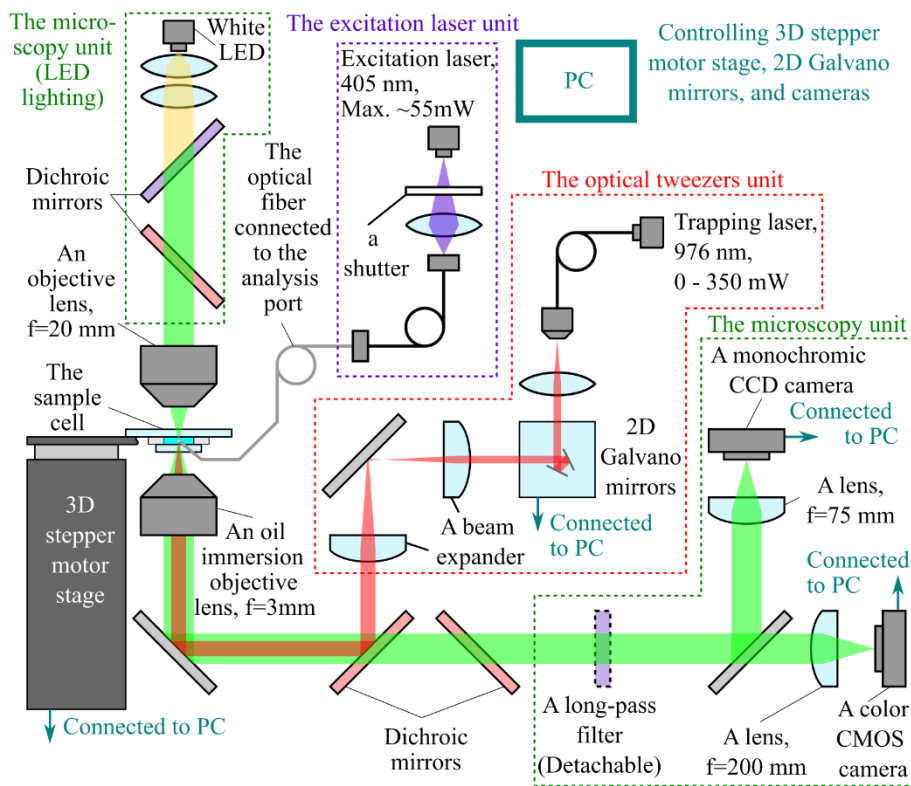 The micro-
scopy unit
(LED
lighting)
White
LED
The excitation laser unit
Excitation laser,
405 nm,
Max. ~55mW
PC
Controlling 3D stepper
motor stage, 2D Galvano
mirrors, and cameras
Dichroic
mirrors
The
optical
fiber
connected
to the
analysis
port
a
shutter
The optical tweezers unit
Trapping laser,
976 nm,
0 - 350 mW
An
objective
lens,
f=20 mm
The
sample
cell
3D
stepper
motor
stage
Connected to PC
An oil
immersion
objective
lens, f=3mm
A beam
expander
2D
Galvano
mirrors
Connected
to PC
The microscopy unit
A monochromic
CCD camera
Connected
to PC
A lens,
f=75 mm
Connected
to PC
Dichroic
mirrors
A long-pass
filter
(Detachable)
A lens,
f=200 mm
A color
CMOS
camera